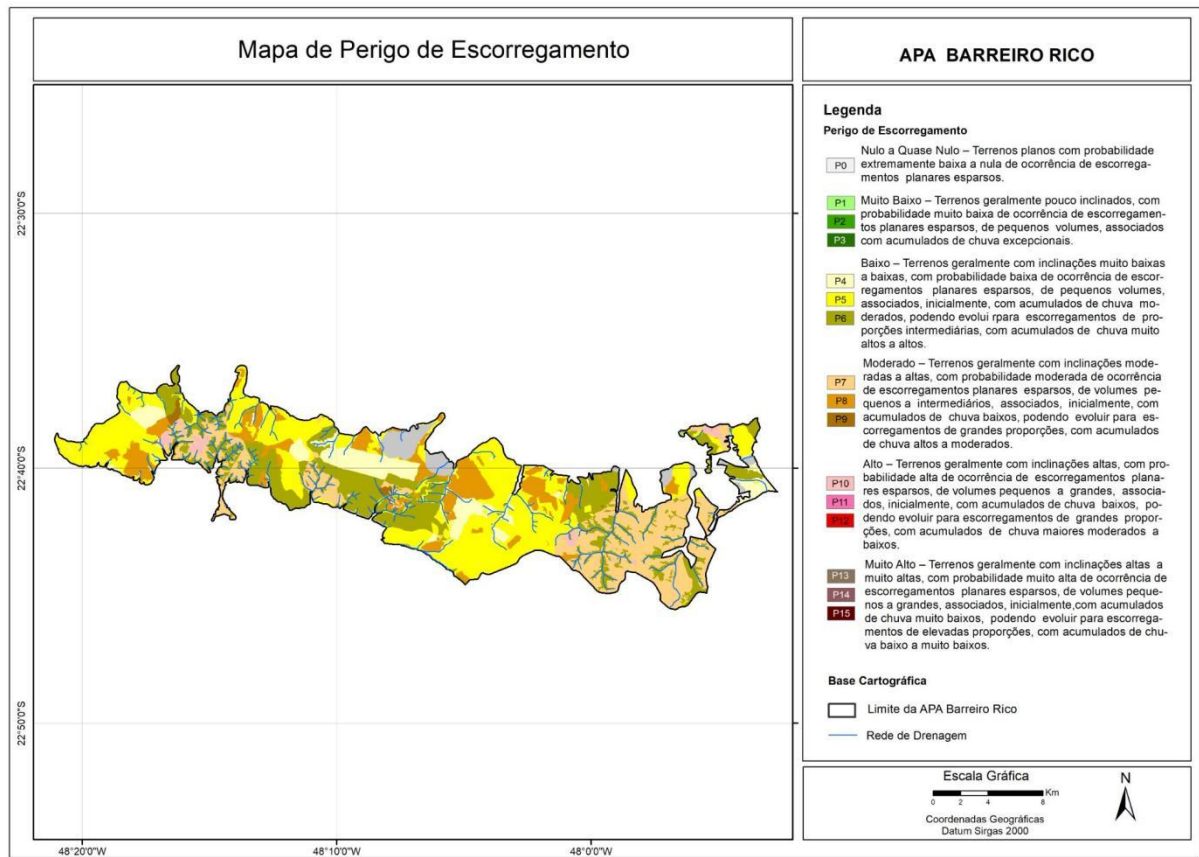 Mapa de Perigo de Escorregamento
APA BARREIRO RICO
22°30'0"S
22°40'0"S
22°50'0"S
48°20'0"W
48°10'0"W
48°0'0"W
Legenda
Perigo de Escorregamento
P0
Nulo a Quase Nulo – Terrenos planos com probabilidade
extremamente baixa a nula de ocorrência de escorrega-
mentos planares esparsos.
P1
P2
P3
Muito Baixo – Terrenos geralmente pouco inclinados, com
probabilidade muito baixa de ocorrência de escorregamen-
tos planares esparsos, de pequenos volumes, associados
com acumulados de chuva excepcionais.
P4
P5
P6
Baixo – Terrenos geralmente com inclinações muito baixas
a baixas, com probabilidade baixa de ocorrência de escor-
regamentos planares esparsos, de pequenos volumes,
associados, inicialmente, com acumulados de chuva mo-
derados, podendo evolui rpara escorregamentos de pro-
porções intermediárias, com acumulados de chuva muito
altos a altos.
P7
P8
P9
Moderado – Terrenos geralmente com inclinações mode-
radas a altas, com probabilidade moderada de ocorrência
de escorregamentos planares esparsos, de volumes pe-
quenos a intermediários, associados, inicialmente, com
acumulados de chuva baixos, podendo evoluir para es-
corregamentos de grandes proporções, com acumulados
de chuva altos a moderados.
P10
P11
P12
Alto – Terrenos geralmente com inclinações altas, com pro-
babilidade alta de ocorrência de escorregamentos plana-
res esparsos, de volumes pequenos a grandes, associa-
dos, inicialmente, com acumulados de chuva baixos, po-
dendo evoluir para escorregamentos de grandes propor-
ções, com acumulados de chuva maiores moderados a
baixos.
P13
P14
P15
Muito Alto – Terrenos geralmente com inclinações altas a
muito altas, com probabilidade muito alta de ocorrência de
escorregamentos planares esparsos, de volumes peque-
nos a grandes, associados, inicialmente,com acumulados
de chuva muito baixos, podendo evoluir para escorrega-
mentos de elevadas proporções, com acumulados de chu-
va baixo a muito baixos.
Base Cartográfica
Limite da APA Barreiro Rico
Rede de Drenagem
Escala Gráfica
Km
0 2 4 8
Coordenadas Geográficas
Datum Sirgas 2000
N